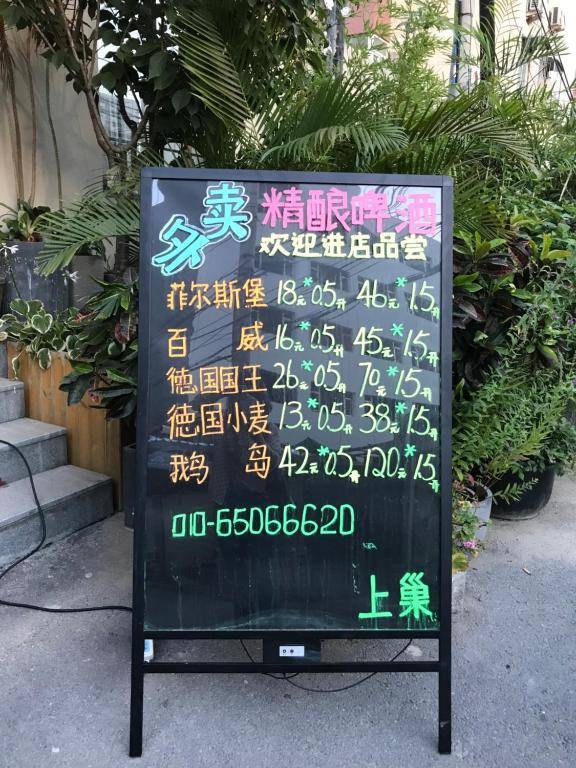 外卖 精酿啤酒
欢迎进店品尝
菲尔斯堡 18元*0.5升 46元*1.5升
百威 16元*0.5升 45元*1.5升
德国国王 26元*0.5升 70元*1.5升
德国小麦 13元*0.5升 38元*1.5升
鹅岛 42元*0.5升 120元*1.5升
010-65066620
上巢